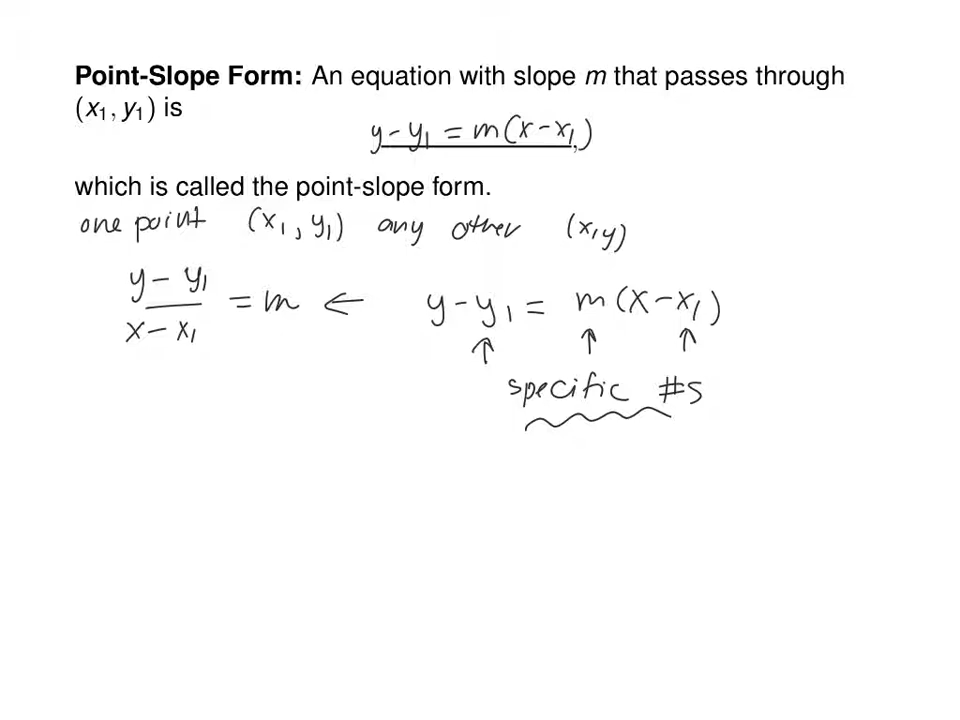 Point-Slope Form: An equation with slope m that passes through
(x₁, y₁) is
y - y₁ = m(x - x₁)
which is called the point-slope form.
one point (x₁, y₁) any other (x, y)
y - y₁ / x - x₁ = m ← y - y₁ = m(x - x₁)
↑ ↑ ↑
specific #s